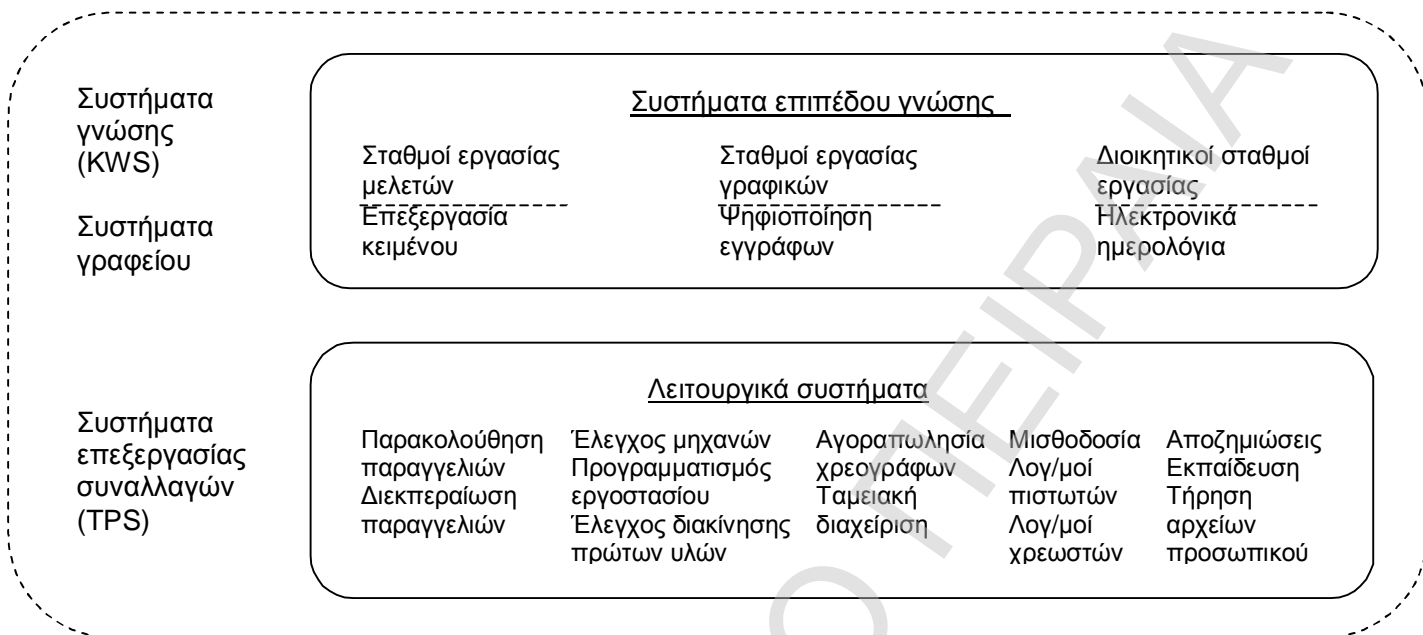 Συστήματα
γνώσης
(KWS)
Συστήματα
γραφείου
Συστήματα επιπέδου γνώσης
Σταθμοί εργασίας
μελετών
Επεξεργασία
κειμένου
Σταθμοί εργασίας
γραφικών
Ψηφιοποίηση
εγγράφων
Διοικητικοί σταθμοί
εργασίας
Ηλεκτρονικά
ημερολόγια
Συστήματα
επεξεργασίας
συναλλαγών
(TPS)
Λειτουργικά συστήματα
Παρακολούθηση
παραγγελιών
Διεκπεραίωση
παραγγελιών
Έλεγχος μηχανών
Προγραμματισμός
εργοστασίου
Έλεγχος διακίνησης
πρώτων υλών
Αγοραπωλησία
χρεογράφων
Ταμειακή
διαχείριση
Μισθοδοσία
Λογ/μοί
πιστωτών
Λογ/μοί
χρεωστών
Αποζημιώσεις
Εκπαίδευση
Τήρηση
αρχείων
προσωπικού
Ο ΠΕΙΡΑΙΑ